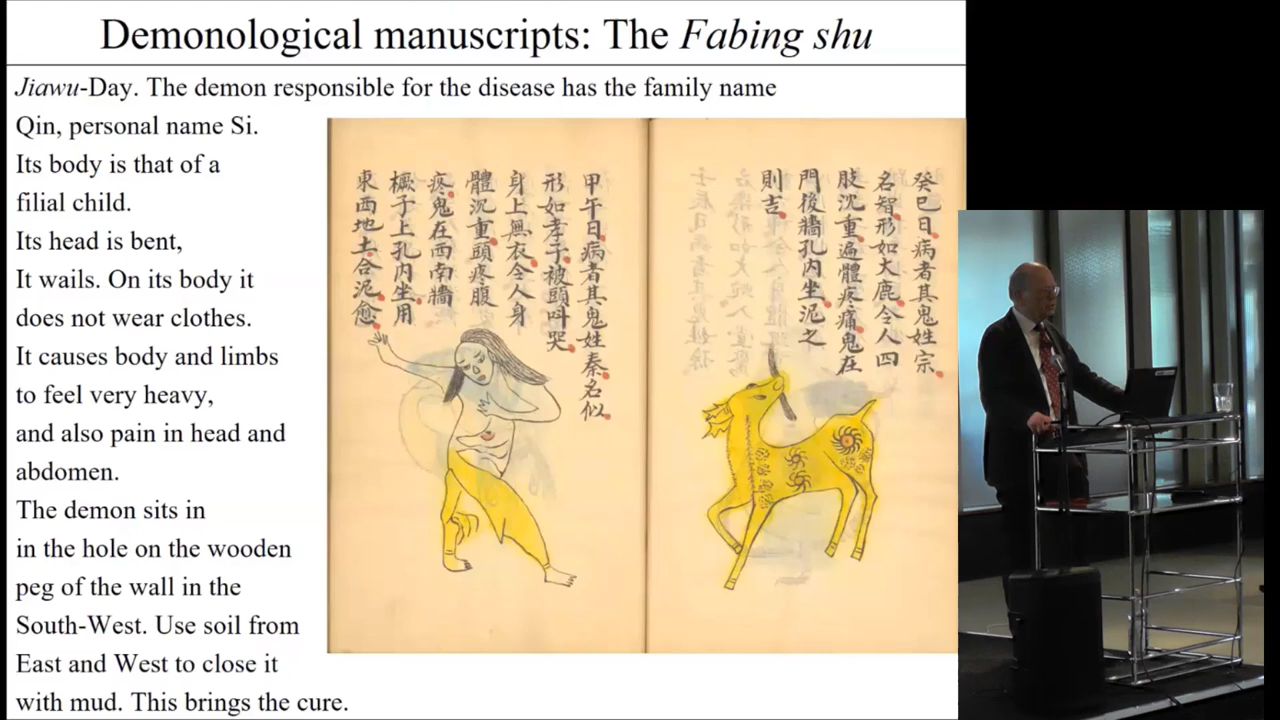 Demonological manuscripts: The Fabing shu
Jiawu-Day. The demon responsible for the disease has the family name
Qin, personal name Si.
Its body is that of a
filial child.
Its head is bent,
It wails. On its body it
does not wear clothes.
It causes body and limbs
to feel very heavy,
and also pain in head and
abdomen.
The demon sits in
in the hole on the wooden
peg of the wall in the
South-West. Use soil from
East and West to close it
with mud. This brings the cure.
癸巳日病者其鬼姓宗
名智形如大鹿令人四
肢沈重遍體疼痛鬼在
門後牆孔内坐泥之
則吉
甲午日病者其鬼姓秦名似
形如孝子被頭叫哭
身上無衣令人身
體沉重頭疼腹
疼鬼在西南牆
橛子上孔内坐用
東西地土合泥愈